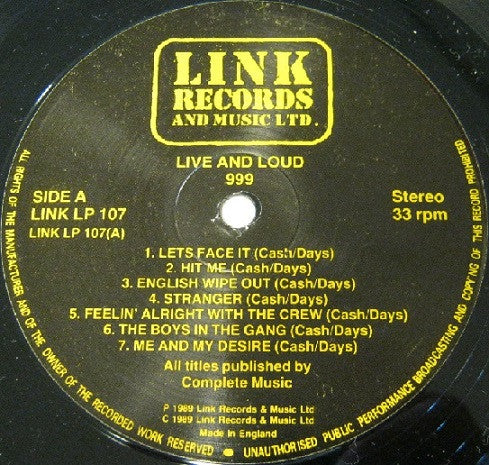 LINK
RECORDS
AND MUSIC LTD.
LIVE AND LOUD
999
SIDE A
LINK LP 107
LINK LP 107(A)
Stereo
33 rpm
1. LETS FACE IT (Cash/Days)
2. HIT ME (Cash/Days)
3. ENGLISH WIPE OUT (Cash/Days)
4. STRANGER (Cash/Days)
5. FEELIN' ALRIGHT WITH THE CREW (Cash/Days)
6. THE BOYS IN THE GANG (Cash/Days)
7. ME AND MY DESIRE (Cash/Days)
All titles published by
Complete Music
P 1989 Link Records & Music Ltd
C 1989 Link Records & Music Ltd
Made in England
ALL RIGHTS OF THE MANUFACTURER AND OF THE OWNER OF THE RECORDED WORK RESERVED • UNAUTHORISED PUBLIC PERFORMANCE BROADCASTING AND COPYING OF THIS RECORD PROHIBITED